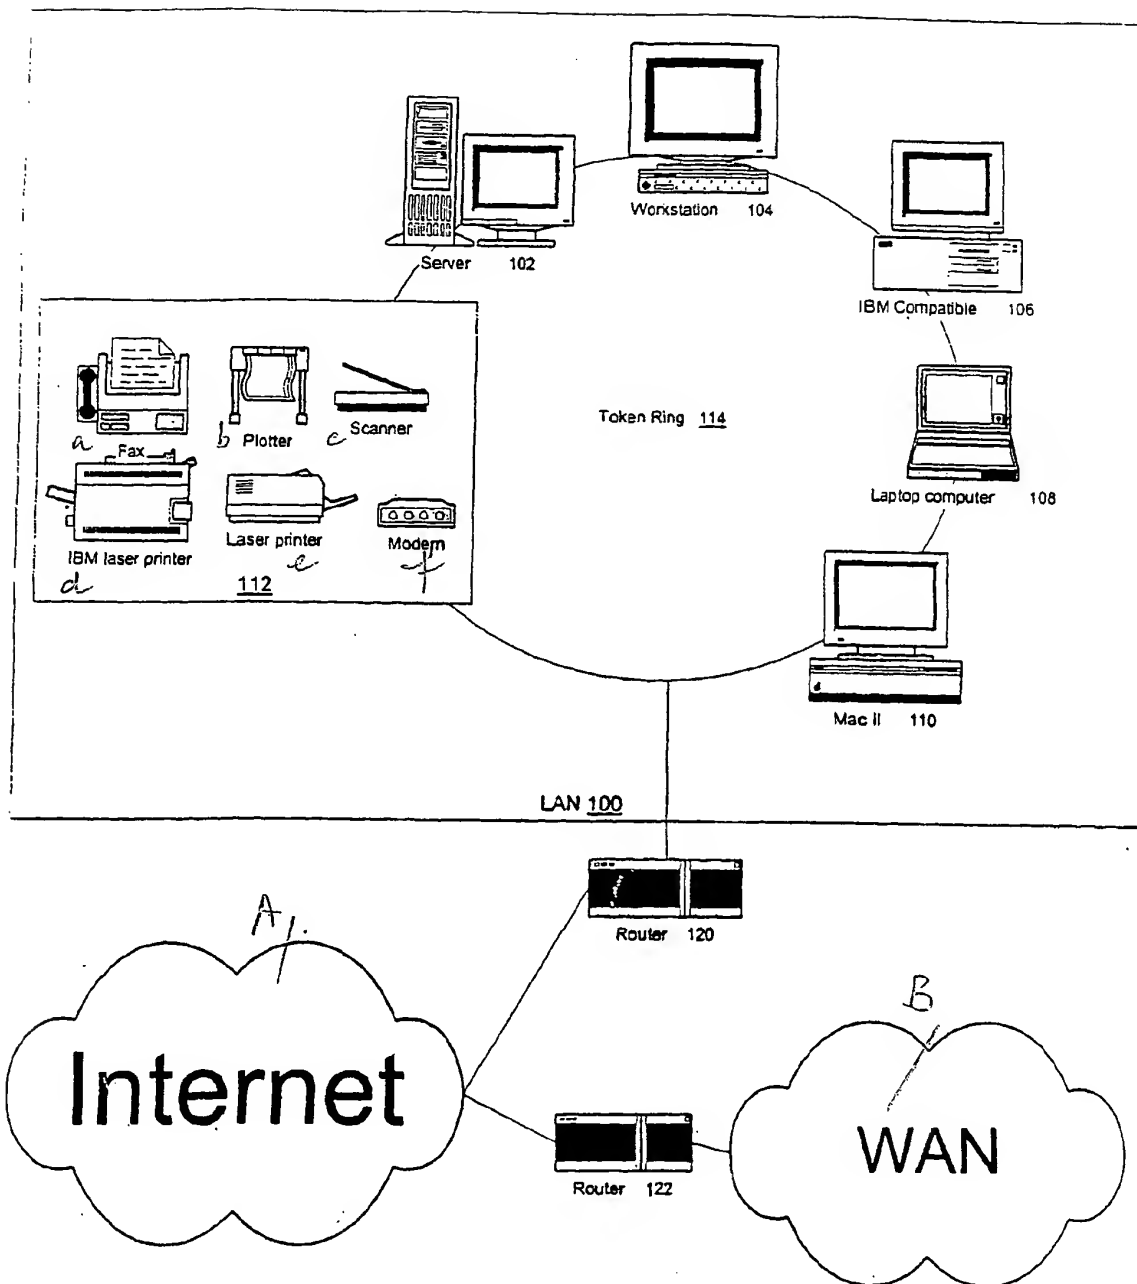 Workstation 104
Server 102
IBM Compatible 106
a Fax
b Plotter
c Scanner
Token Ring 114
Laptop computer 108
IBM laser printer
d
Laser printer
e
Modem
f
112
Mac II 110
LAN 100
Router 120
A
Internet
B
WAN
Router 122